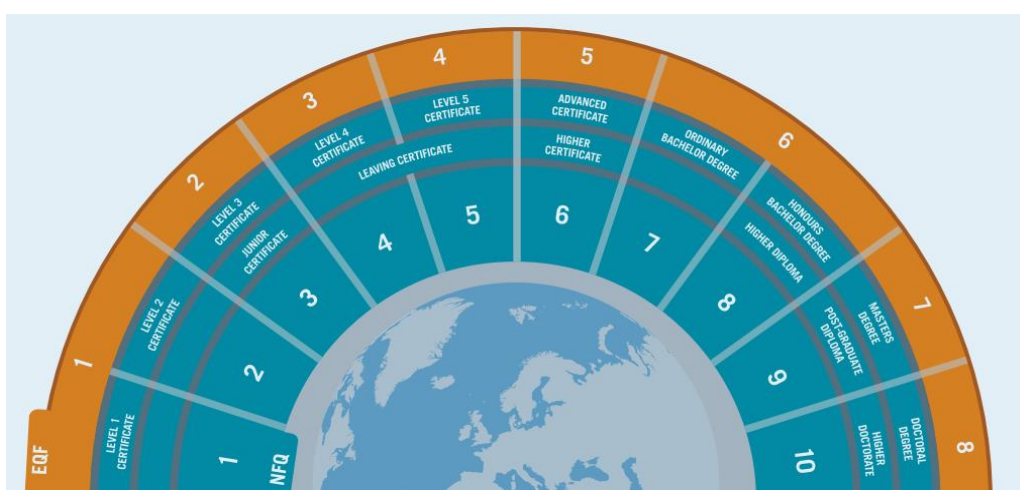 EQF
1
2
3
4
5
6
7
8
LEVEL 1
CERTIFICATE
LEVEL 2
CERTIFICATE
LEVEL 3
CERTIFICATE
JUNIOR
CERTIFICATE
LEVEL 4
CERTIFICATE
LEVEL 5
CERTIFICATE
LEAVING CERTIFICATE
ADVANCED
CERTIFICATE
HIGHER
CERTIFICATE
ORDINARY
BACHELOR DEGREE
HONOURS
BACHELOR DEGREE
HIGHER DIPLOMA
MASTERS
DEGREE
POST-GRADUATE
DIPLOMA
DOCTORAL
DEGREE
HIGHER
DOCTORATE
NFQ
1
2
3
4
5
6
7
8
9
10